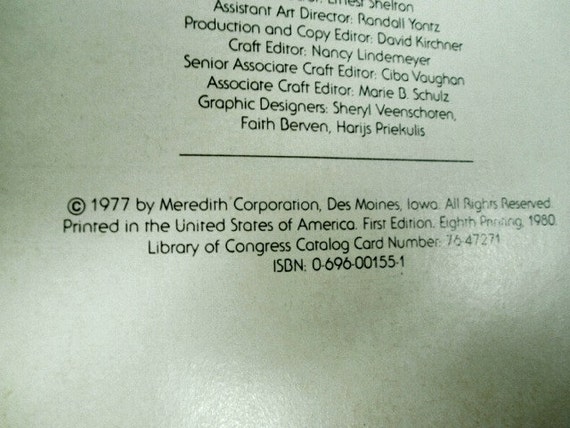 Ernest Shelton
Assistant Art Director: Randall Yontz
Production and Copy Editor: David Kirchner
Craft Editor: Nancy Lindemeyer
Senior Associate Craft Editor: Ciba Vaughan
Associate Craft Editor: Marie B. Schulz
Graphic Designers: Sheryl Veenschoten,
Faith Berven, Harijs Priekulis
© 1977 by Meredith Corporation, Des Moines, Iowa. All Rights Reserved.
Printed in the United States of America. First Edition. Eighth Printing, 1980.
Library of Congress Catalog Card Number: 76-47271
ISBN: 0-696-00155-1